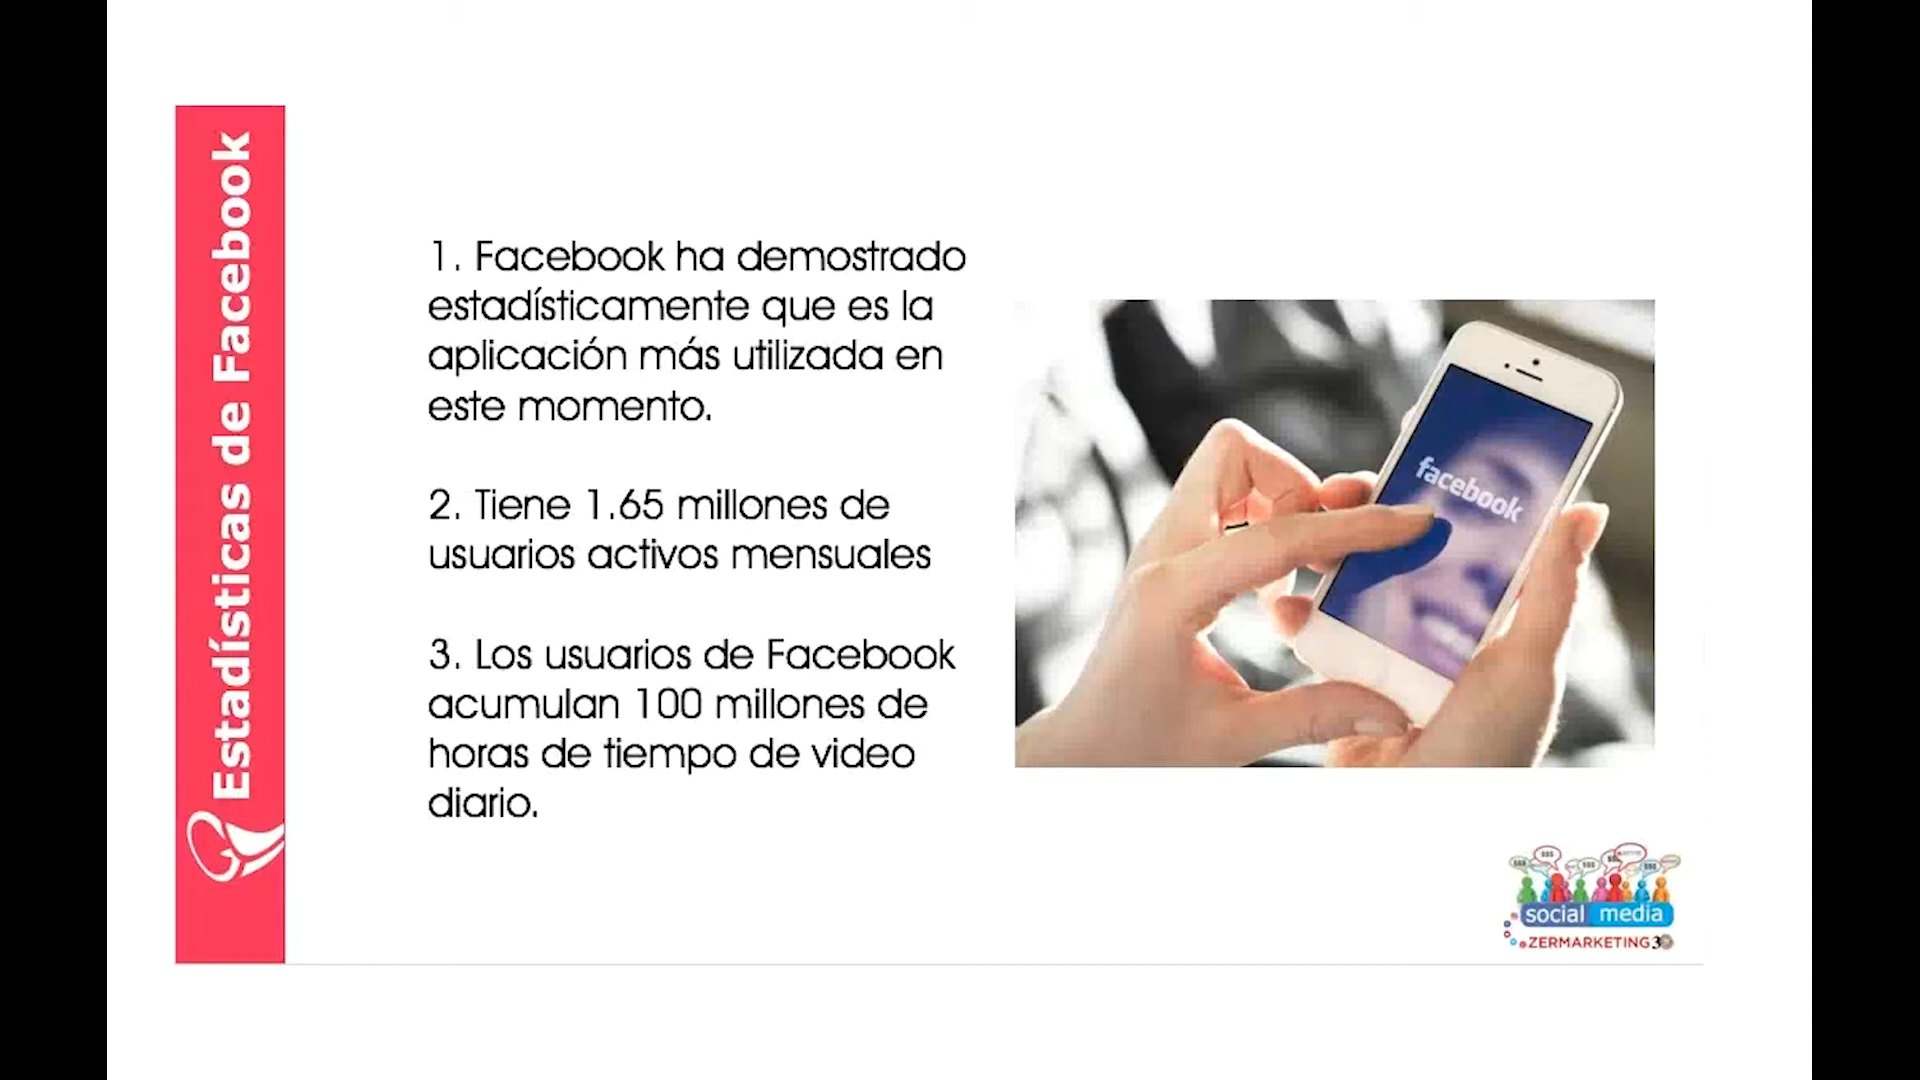 Estadísticas de Facebook
1. Facebook ha demostrado
estadísticamente que es la
aplicación más utilizada en
este momento.
2. Tiene 1.65 millones de
usuarios activos mensuales
3. Los usuarios de Facebook
acumulan 100 millones de
horas de tiempo de video
diario.
facebook
$$$ $$$ $$$ $$$
social media
ZERMARKETING3